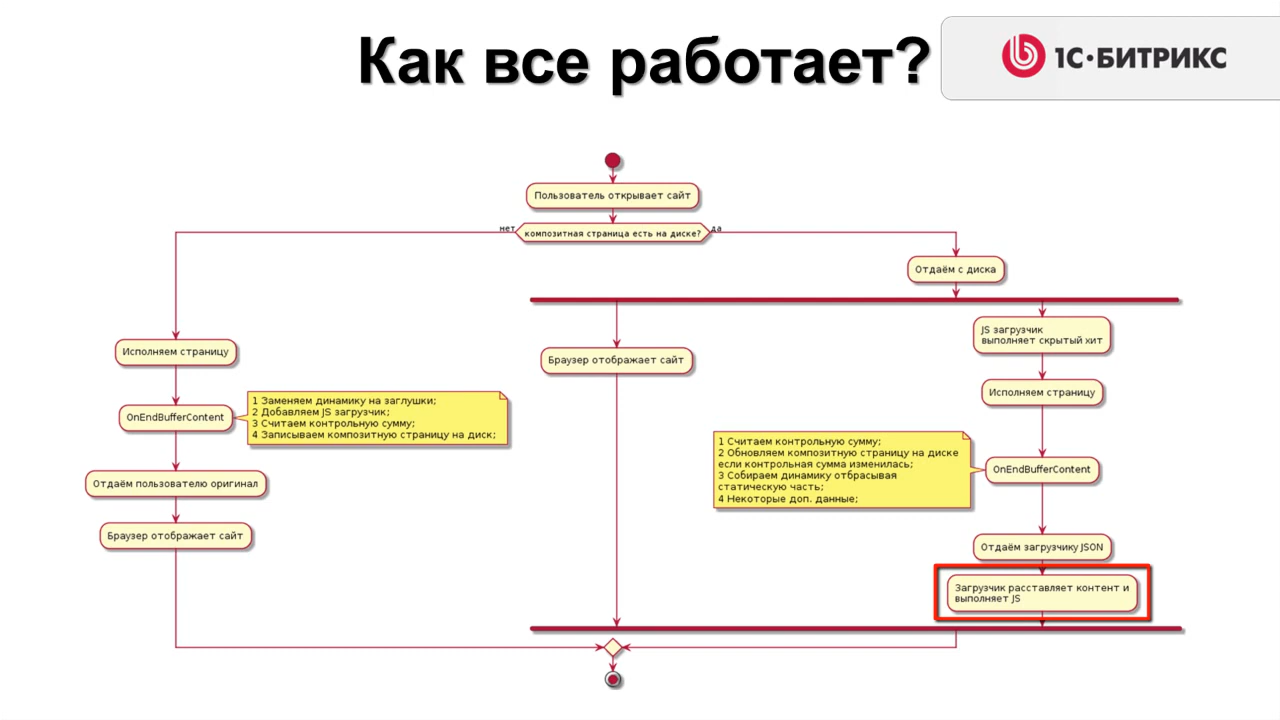 Как все работает?
1С·БИТРИКС
Пользователь открывает сайт
нет
композитная страница есть на диске?
да
Отдаём с диска
JS загрузчик
выполняет скрытый хит
Исполняем страницу
Браузер отображает сайт
Исполняем страницу
OnEndBufferContent
1 Заменяем динамику на заглушки;
2 Добавляем JS загрузчик;
3 Считаем контрольную сумму;
4 Записываем композитную страницу на диск;
1 Считаем контрольную сумму;
2 Обновляем композитную страницу на диске
если контрольная сумма изменилась;
3 Собираем динамику отбрасывая
статическую часть;
4 Некоторые доп. данные;
OnEndBufferContent
Отдаём пользователю оригинал
Браузер отображает сайт
Отдаём загрузчику JSON
Загрузчик расставляет контент и
выполняет JS